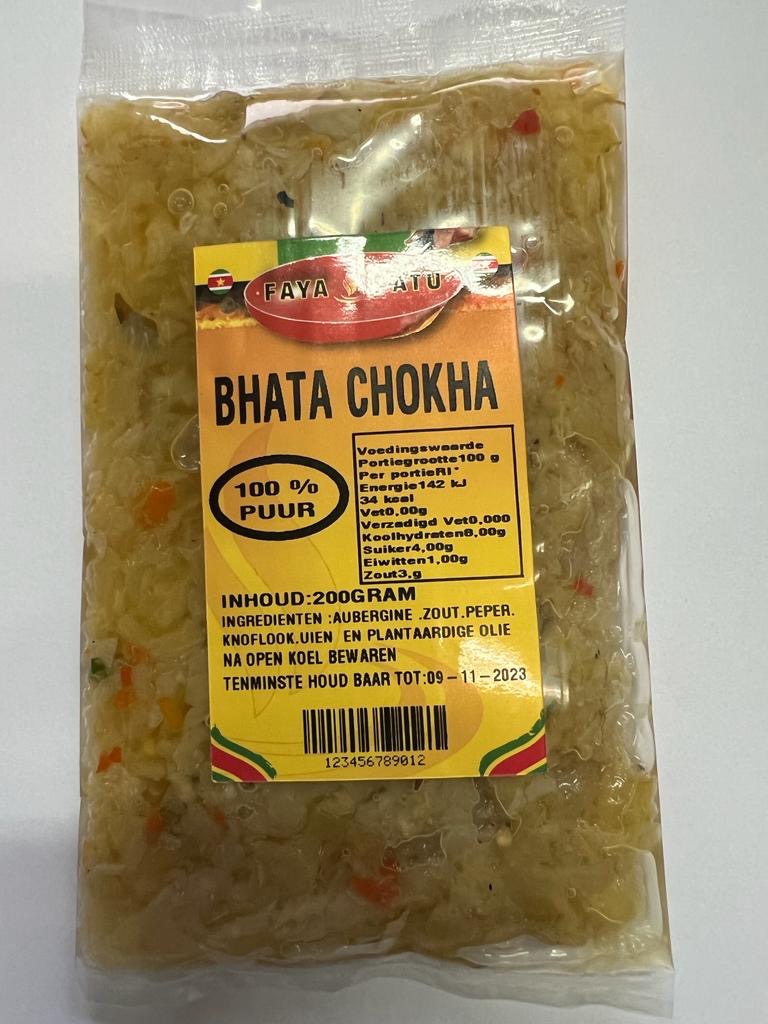 FAYA ATU
BHATA CHOKHA
100 %
PUUR
Voedingswaarde
Portiegrootte100 g
Per portieRI*
Energie142 kJ
34 kcal
Vet0,00g
Verzadigd Vet0.000
Koolhydraten6,00g
Suiker4,00g
Eiwitten1,00g
Zout3,g
INHOUD:200GRAM
INGREDIENTEN :AUBERGINE .ZOUT.PEPER.
KNOFLOOK.UIEN EN PLANTAARDIGE OLIE
NA OPEN KOEL BEWAREN
TENMINSTE HOUD BAAR TOT:09-11-2023
123456789012